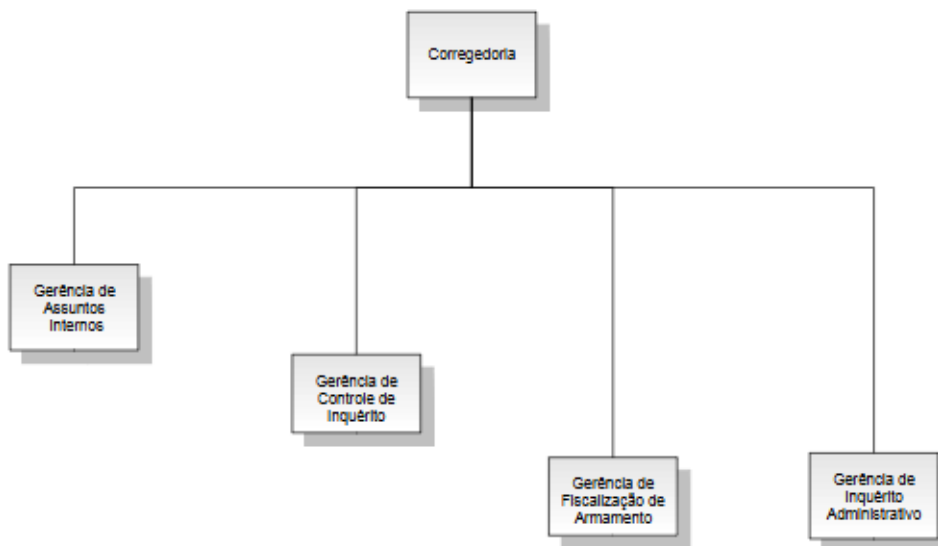 Corregedoria
Gerência de
Assuntos
Internos
Gerência de
Controle de
Inquérito
Gerência de
Fiscalização de
Armamento
Gerência de
Inquérito
Administrativo